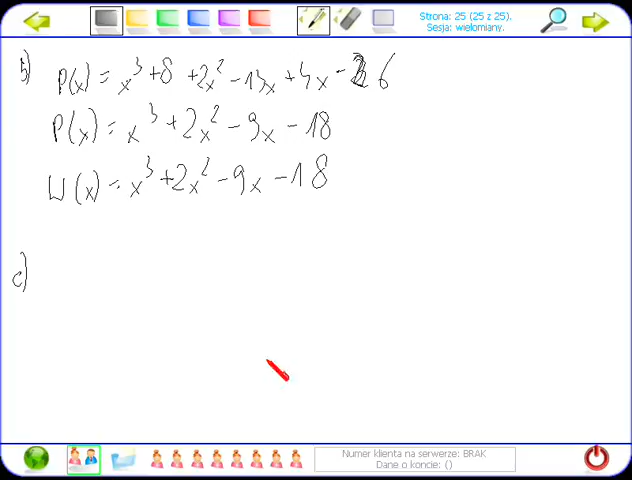 Strona: 25 (25 z 25).
Sesja: wielomiany.
b) P(x) = x³ + 8 + 2x² - 13x + 4x - 26
P(x) = x³ + 2x² - 9x - 18
W(x) = x³ + 2x² - 9x - 18
c)
Numer klienta na serwerze: BRAK
Dane o koncie: ()